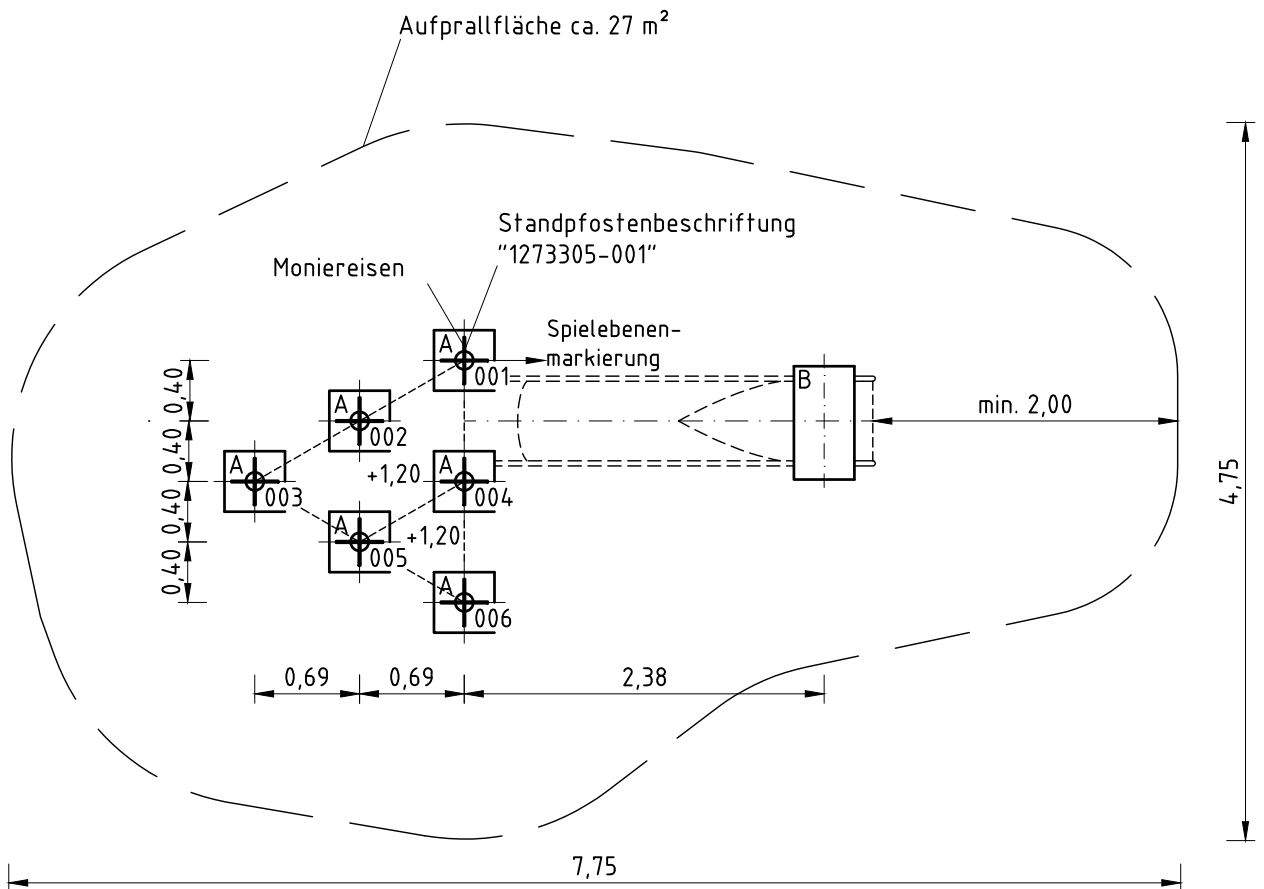 Aufprallfläche ca. 27 m²
Standpfostenbeschriftung
"1273305-001"
Moniereisen
Spielebenen-
markierung
A
001
B
min. 2,00
A
002
A
003
+1,20
A
004
A
005
+1,20
A
006
0,40
0,40
0,40
0,40
0,69
0,69
2,38
4,75
7,75